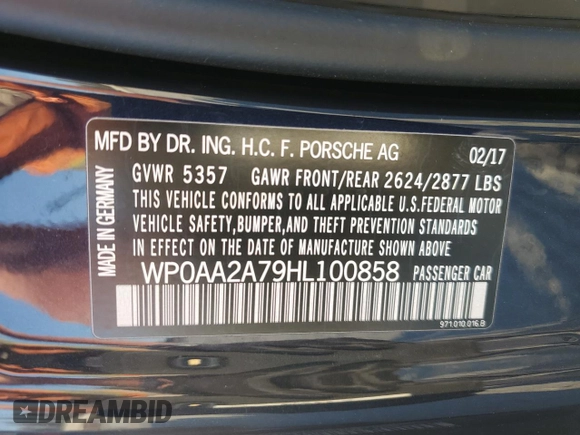 MFD BY DR. ING. H.C. F. PORSCHE AG 02/17
GVWR 5357 GAWR FRONT/REAR 2624/2877 LBS
THIS VEHICLE CONFORMS TO ALL APPLICABLE U.S.FEDERAL MOTOR
VEHICLE SAFETY,BUMPER,AND THEFT PREVENTION STANDARDS
IN EFFECT ON THE DATE OF MANUFACTURE SHOWN ABOVE
WP0AA2A79HL100858 PASSENGER CAR
971.010.016.B
MADE IN GERMANY
DREAMBID